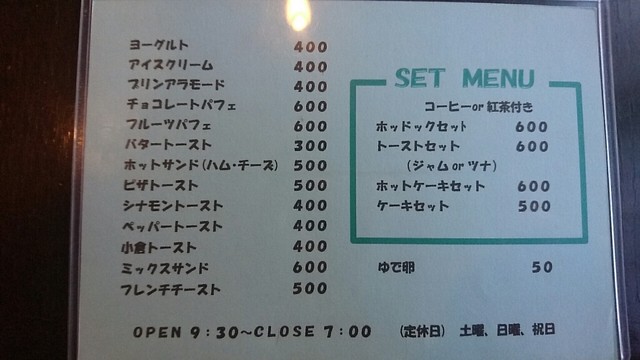 ヨーグルト 400
アイスクリーム 400
プリンアラモード 400
チョコレートパフェ 600
フルーツパフェ 600
バタートースト 300
ホットサンド(ハム・チーズ) 500
ピザトースト 500
シナモントースト 400
ペッパートースト 400
小倉トースト 400
ミックスサンド 600
フレンチトースト 500
SET MENU
コーヒーor 紅茶付き
ホッドックセット 600
トーストセット 600
(ジャム or ツナ)
ホットケーキセット 600
ケーキセット 500
ゆで卵 50
OPEN 9：30〜CLOSE 7：00 (定休日) 土曜、日曜、祝日